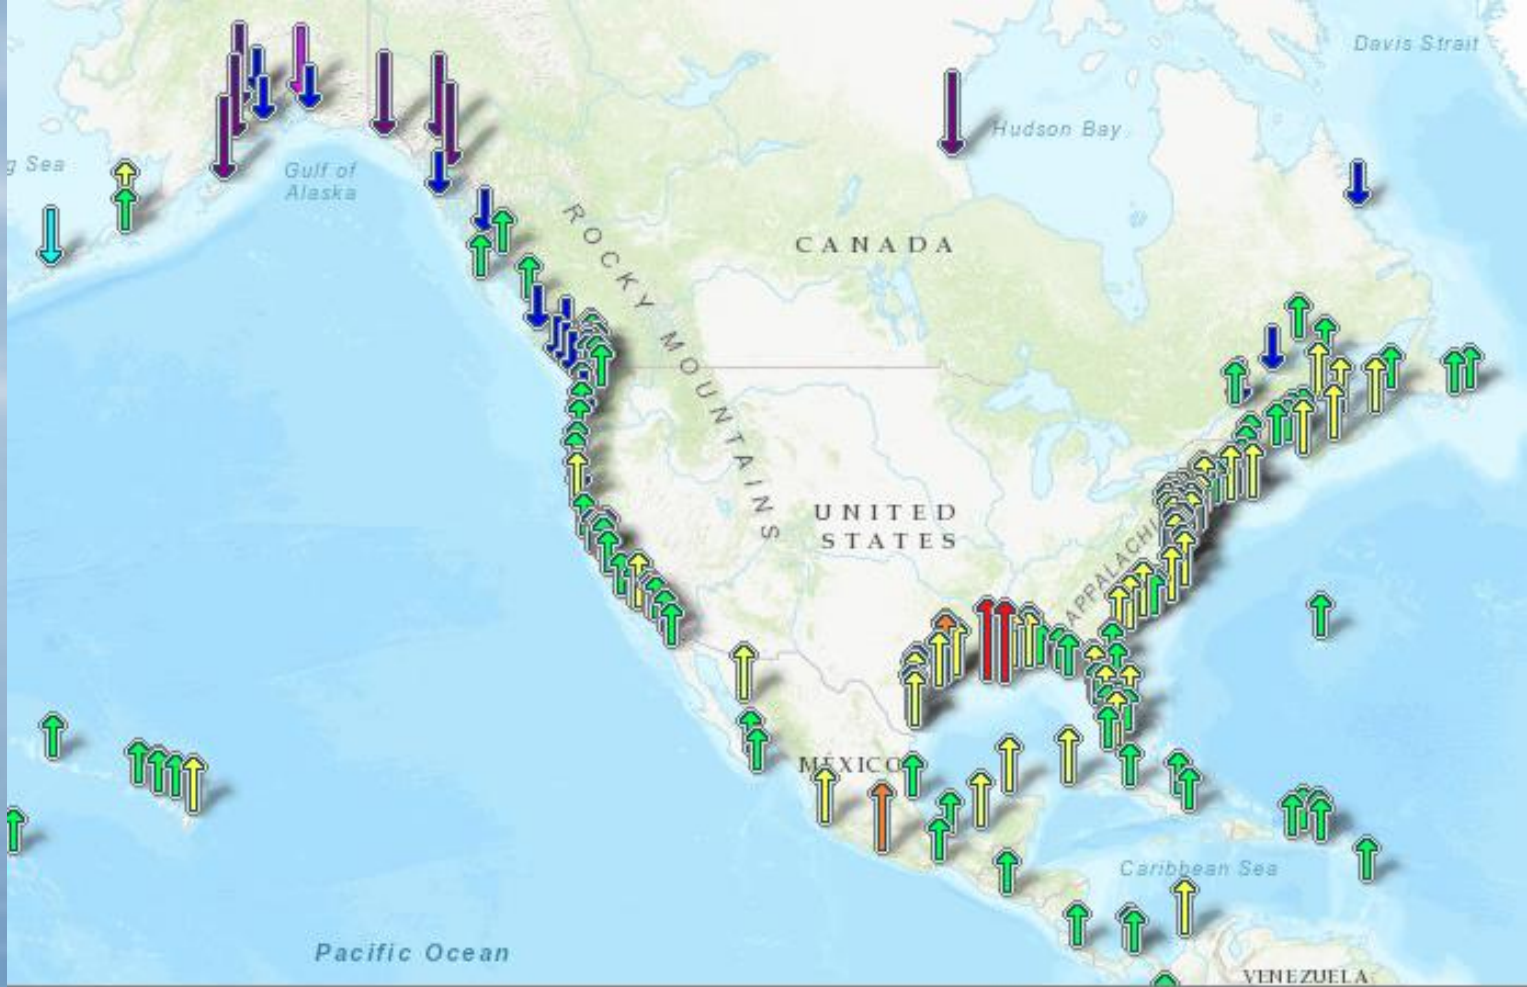 Davis Strait
Hudson Bay
g Sea
Gulf of
Alaska
CANADA
ROCKY MOUNTAINS
UNITED
STATES
APPALACHI
MÉXICO
Caribbean Sea
Pacific Ocean
VENEZUELA